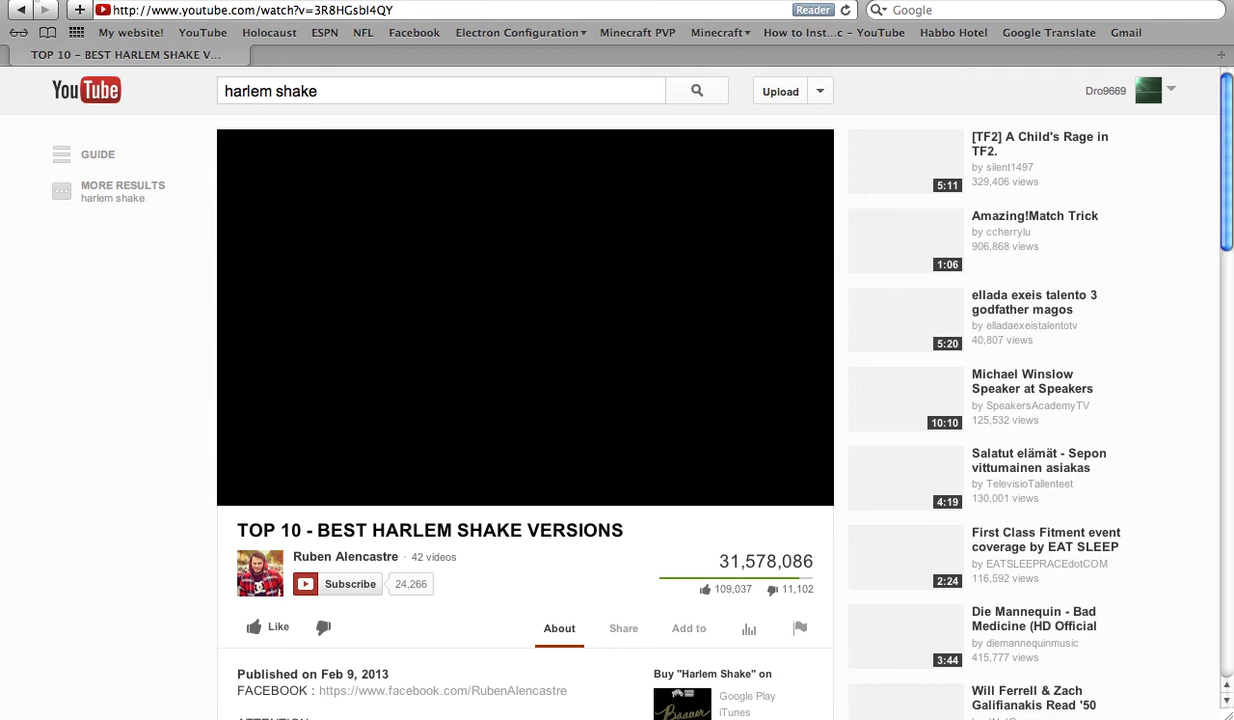 http://www.youtube.com/watch?v=3R8HGsbI4QY
Reader
Google
My website!
YouTube
Holocaust
ESPN
NFL
Facebook
Electron Configuration
Minecraft PVP
Minecraft
How to Inst...c - YouTube
Habbo Hotel
Google Translate
Gmail
TOP 10 - BEST HARLEM SHAKE V...
YouTube
harlem shake
Upload
Dro9669
GUIDE
MORE RESULTS
harlem shake
TOP 10 - BEST HARLEM SHAKE VERSIONS
Ruben Alencastre · 42 videos
Subscribe
24,266
31,578,086
109,037
11,102
Like
About
Share
Add to
Published on Feb 9, 2013
FACEBOOK : https://www.facebook.com/RubenAlencastre
ATTENTION
Buy "Harlem Shake" on
Google Play
iTunes
Baauer
[TF2] A Child's Rage in
TF2.
by silent1497
329,406 views
5:11
Amazing!Match Trick
by ccherrylu
906,868 views
1:06
ellada exeis talento 3
godfather magos
by elladaexeistalentotv
40,807 views
5:20
Michael Winslow
Speaker at Speakers
by SpeakersAcademyTV
125,532 views
10:10
Salatut elämät - Sepon
vittumainen asiakas
by TelevisioTallenteet
130,001 views
4:19
First Class Fitment event
coverage by EAT SLEEP
by EATSLEEPRACEdotCOM
116,592 views
2:24
Die Mannequin - Bad
Medicine (HD Official
by diemannequinmusic
415,777 views
3:44
Will Ferrell & Zach
Galifianakis Read '50